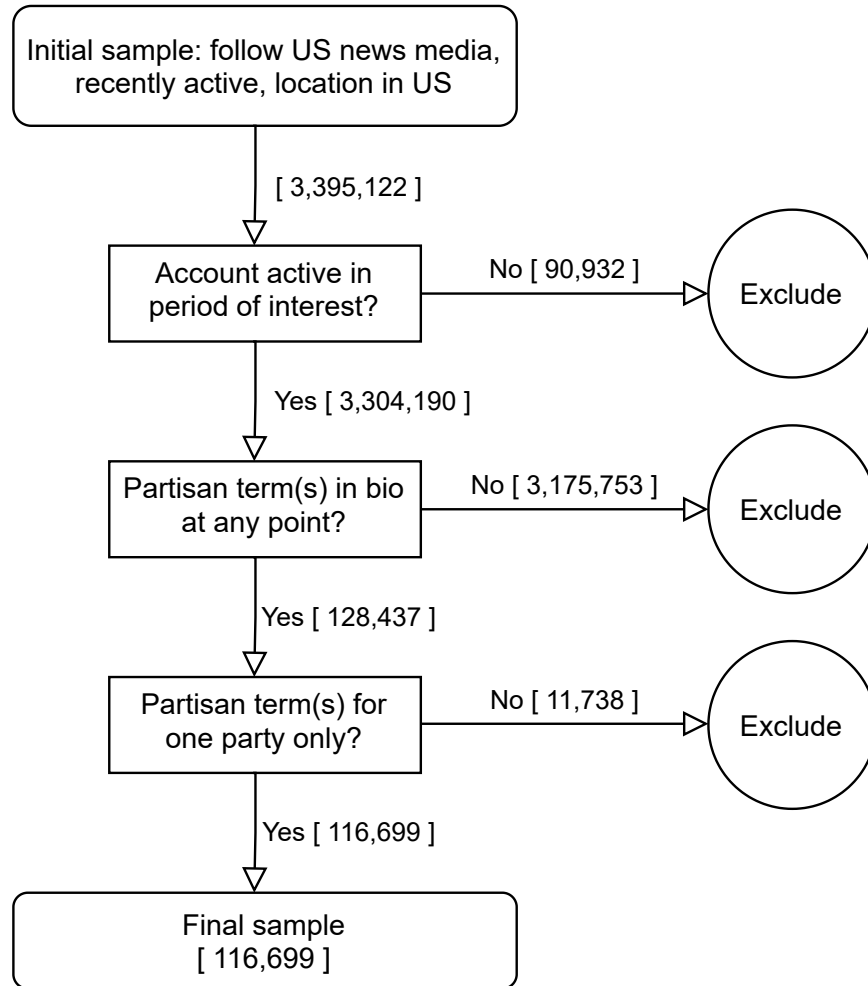 Initial sample: follow US news media,
recently active, location in US
[ 3,395,122 ]
Account active in
period of interest?
No [ 90,932 ]
Exclude
Yes [ 3,304,190 ]
Partisan term(s) in bio
at any point?
No [ 3,175,753 ]
Exclude
Yes [ 128,437 ]
Partisan term(s) for
one party only?
No [ 11,738 ]
Exclude
Yes [ 116,699 ]
Final sample
[ 116,699 ]